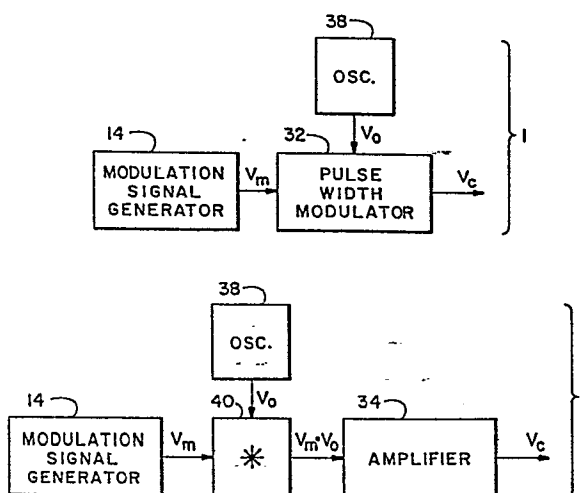 38
OSC.
14
32
V₀
MODULATION
SIGNAL
GENERATOR
Vm
PULSE
WIDTH
MODULATOR
Vc
1
38
OSC.
14
40
V₀
34
MODULATION
SIGNAL
GENERATOR
Vm
✳
Vm·V₀
AMPLIFIER
Vc